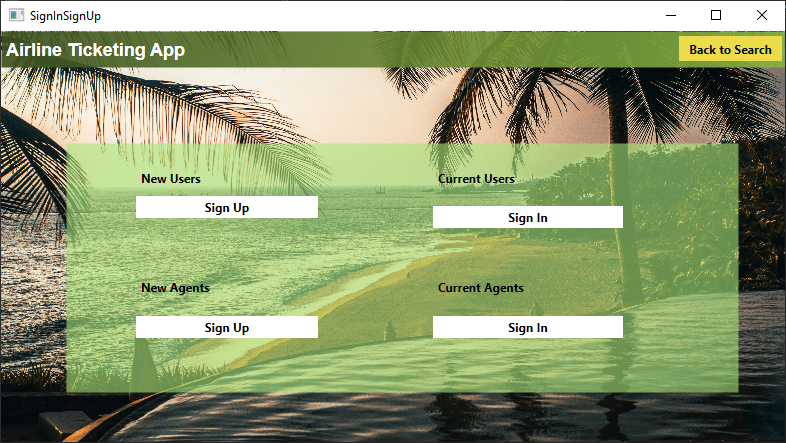 SignInSignUp
Airline Ticketing App
Back to Search
New Users
Current Users
Sign Up
Sign In
New Agents
Current Agents
Sign Up
Sign In